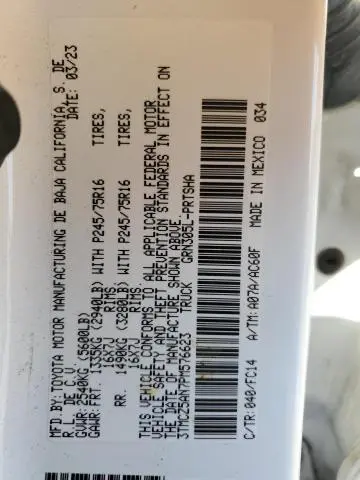 MFD.BY: TOYOTA MOTOR MANUFACTURING DE BAJA CALIFORNIA, S. DE
R.L. DE C.V. DATE: 03/23
GVWR: 2540KG (5600LB)
GAWR: FRT. 1335KG (2940LB) WITH P245/75R16 TIRES,
16X7J RIMS
RR. 1490KG (3280LB) WITH P245/75R16 TIRES,
16X7J RIMS
THIS VEHICLE CONFORMS TO ALL APPLICABLE FEDERAL MOTOR
VEHICLE SAFETY AND THEFT PREVENTION STANDARDS IN EFFECT ON
THE DATE OF MANUFACTURE SHOWN ABOVE.
3TMCZ5AN7PM576623 TRUCK GRN305L-PRTSHA
C/TR: 040/FC14 A/TM: A07A/AC60F MADE IN MEXICO 034